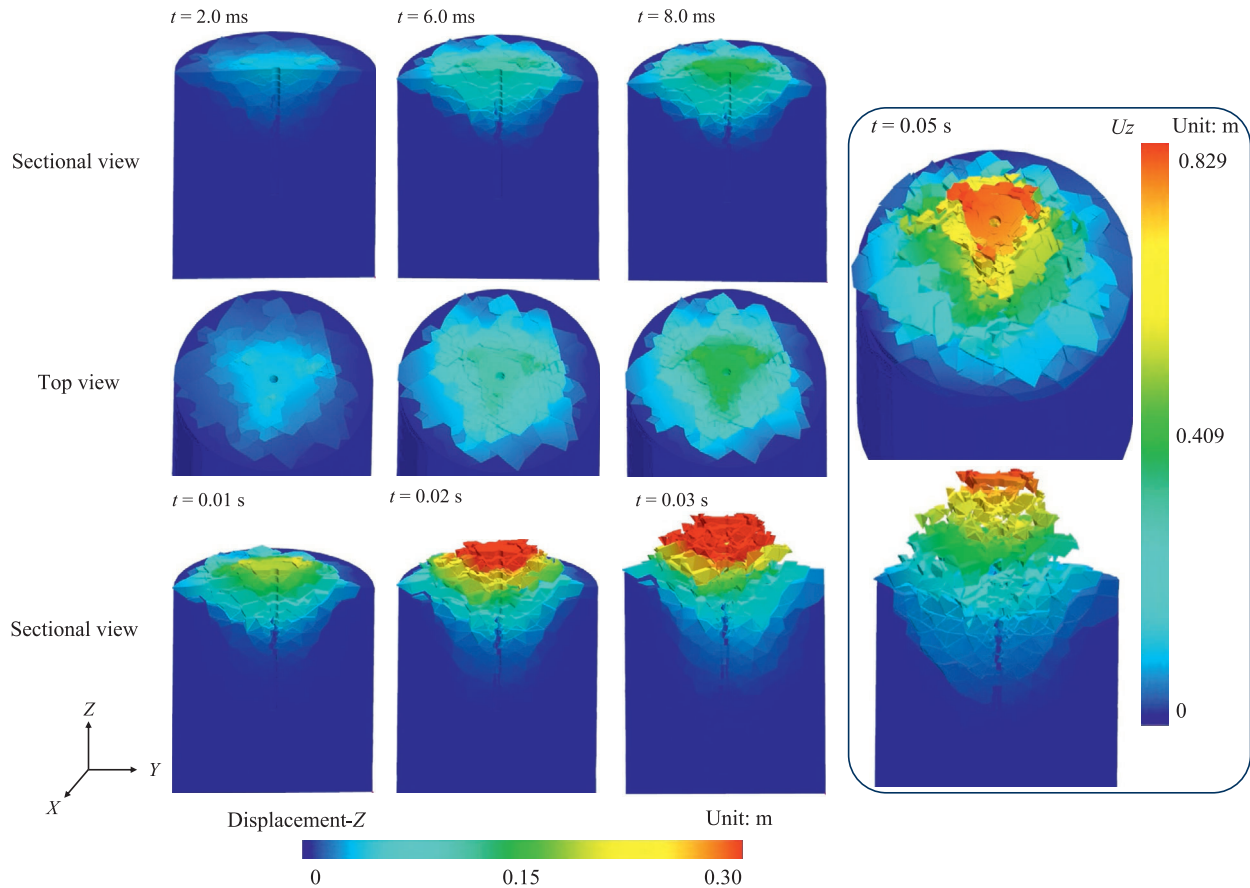 t = 2.0 ms
t = 6.0 ms
t = 8.0 ms
Sectional view
Top view
t = 0.01 s
t = 0.02 s
t = 0.03 s
Sectional view
Z
Y
X
Displacement-Z
Unit: m
0
0.15
0.30
t = 0.05 s
Uz
Unit: m
0.829
0.409
0